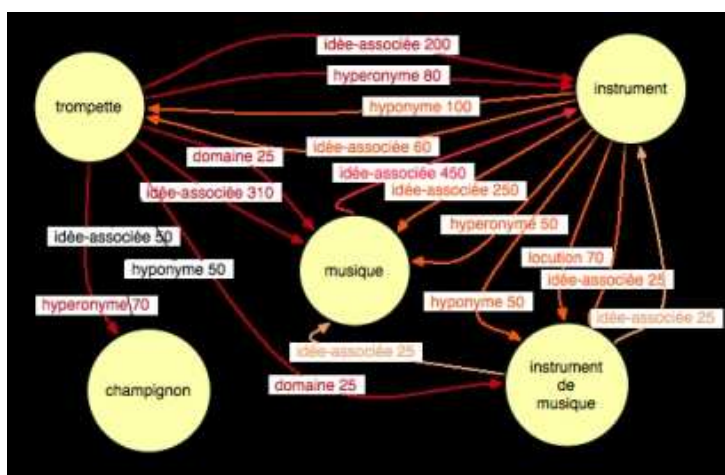 idée-associée 200
hyperonyme 80
trompette
instrument
hyponyme 100
idée-associée 60
domaine 25
idée-associée 450
idée-associée 310
idée-associée 250
hyperonyme 50
idée-associée 50
musique
hyponyme 50
locution 70
idée-associée 25
hyperonyme 70
hyponyme 50
idée-associée 25
idée-associée 25
domaine 25
champignon
instrument
de
musique